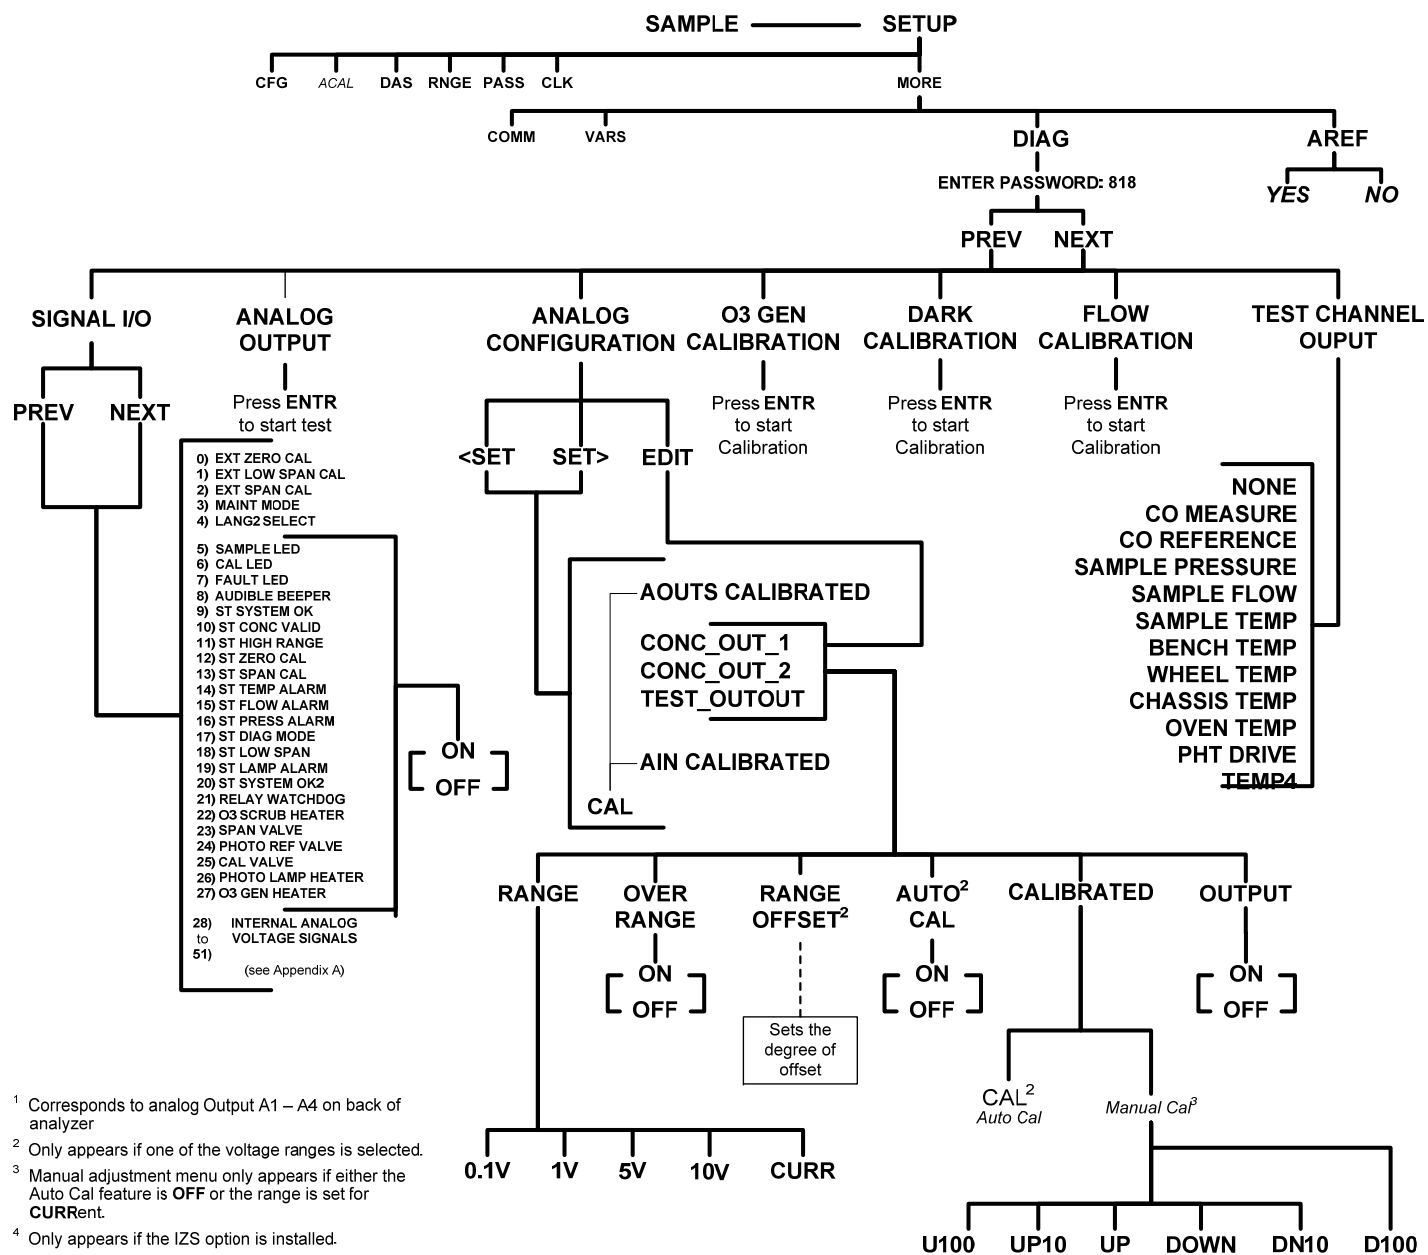 SAMPLE
SETUP
CFG
ACAL
DAS
RNGE
PASS
CLK
MORE
COMM
VARS
DIAG
AREF
ENTER PASSWORD: 818
YES
NO
PREV
NEXT
SIGNAL I/O
ANALOG
OUTPUT
ANALOG
CONFIGURATION
O3 GEN
CALIBRATION
DARK
CALIBRATION
FLOW
CALIBRATION
TEST CHANNEL
OUPUT
PREV
NEXT
Press ENTR
to start test
Press ENTR
to start
Calibration
Press ENTR
to start
Calibration
Press ENTR
to start
Calibration
<SET
SET>
EDIT
0) EXT ZERO CAL
1) EXT LOW SPAN CAL
2) EXT SPAN CAL
3) MAINT MODE
4) LANG2 SELECT
5) SAMPLE LED
6) CAL LED
7) FAULT LED
8) AUDIBLE BEEPER
9) ST SYSTEM OK
10) ST CONC VALID
11) ST HIGH RANGE
12) ST ZERO CAL
13) ST SPAN CAL
14) ST TEMP ALARM
15) ST FLOW ALARM
16) ST PRESS ALARM
17) ST DIAG MODE
18) ST LOW SPAN
19) ST LAMP ALARM
20) ST SYSTEM OK2
21) RELAY WATCHDOG
22) O3 SCRUB HEATER
23) SPAN VALVE
24) PHOTO REF VALVE
25) CAL VALVE
26) PHOTO LAMP HEATER
27) O3 GEN HEATER
28) INTERNAL ANALOG
to VOLTAGE SIGNALS
51)
(see Appendix A)
ON
OFF
AOUTS CALIBRATED
CONC_OUT_1
CONC_OUT_2
TEST_OUTOUT
AIN CALIBRATED
CAL
NONE
CO MEASURE
CO REFERENCE
SAMPLE PRESSURE
SAMPLE FLOW
SAMPLE TEMP
BENCH TEMP
WHEEL TEMP
CHASSIS TEMP
OVEN TEMP
PHT DRIVE
TEMP4
RANGE
OVER
RANGE
RANGE
OFFSET²
AUTO²
CAL
CALIBRATED
OUTPUT
ON
OFF
Sets the
degree of
offset
ON
OFF
ON
OFF
CAL²
Auto Cal
Manual Cal³
0.1V
1V
5V
10V
CURR
U100
UP10
UP
DOWN
DN10
D100
¹ Corresponds to analog Output A1 – A4 on back of
analyzer
² Only appears if one of the voltage ranges is selected.
³ Manual adjustment menu only appears if either the
Auto Cal feature is OFF or the range is set for
CURRent.
⁴ Only appears if the IZS option is installed.